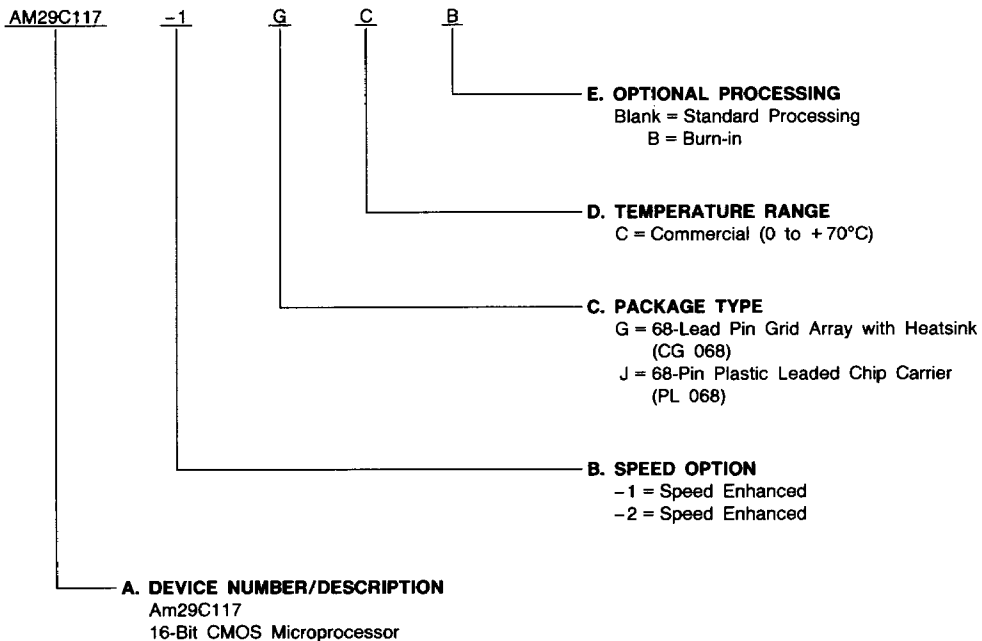 AM29C117 -1 G C B
E. OPTIONAL PROCESSING
Blank = Standard Processing
B = Burn-in
D. TEMPERATURE RANGE
C = Commercial (0 to +70°C)
C. PACKAGE TYPE
G = 68-Lead Pin Grid Array with Heatsink
(CG 068)
J = 68-Pin Plastic Leaded Chip Carrier
(PL 068)
B. SPEED OPTION
-1 = Speed Enhanced
-2 = Speed Enhanced
A. DEVICE NUMBER/DESCRIPTION
Am29C117
16-Bit CMOS Microprocessor